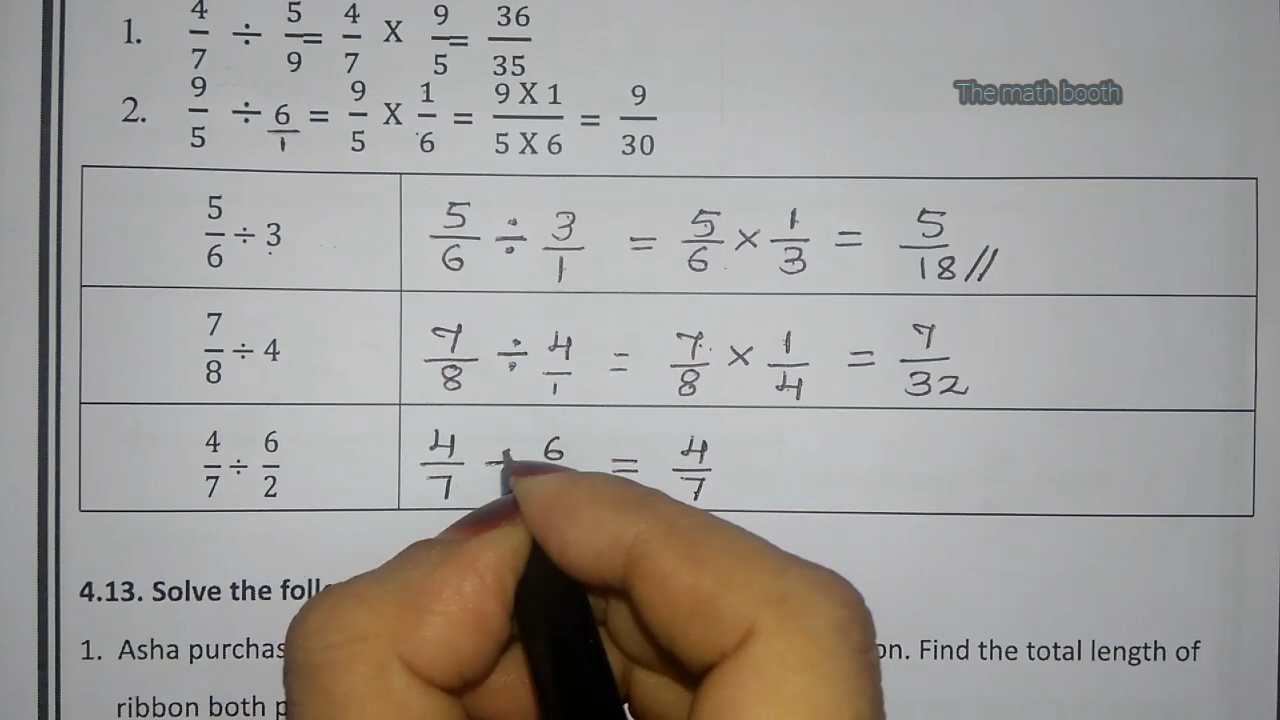 1. 4/7 ÷ 5/9 = 4/7 X 9/5 = 36/35
The math booth
2. 9/5 ÷ 6/1 = 9/5 X 1/6 = 9 X 1/5 X 6 = 9/30
5/6 ÷ 3 5/6 ÷ 3/1 = 5/6 × 1/3 = 5/18 //
7/8 ÷ 4 7/8 ÷ 4/1 = 7/8 × 1/4 = 7/32
4/7 ÷ 6/2 4/7 ÷ 6 = 4/7
4.13. Solve the
1. Asha Find the total length of
ribbon both